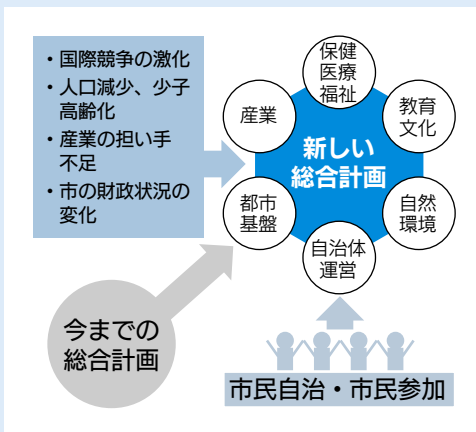 ・国際競争の激化
・人口減少、少子
高齢化
・産業の担い手
不足
・市の財政状況の
変化
保健
医療
福祉
産業
教育
文化
新しい
総合計画
都市
基盤
自然
環境
自治体
運営
今までの
総合計画
市民自治・市民参加